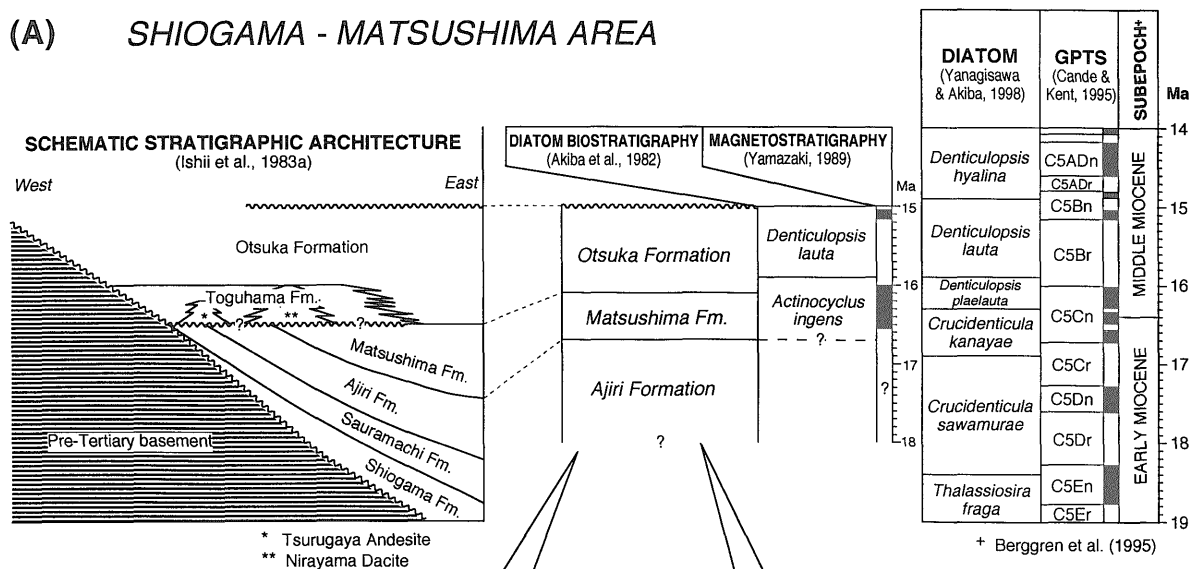 (A) SHIOGAMA - MATSUSHIMA AREA
SCHEMATIC STRATIGRAPHIC ARCHITECTURE
(Ishii et al., 1983a)
West
East
Otsuka Formation
Toguhama Fm.
* ? ** ?
Matsushima Fm.
Ajiri Fm.
Sauramachi Fm.
Shiogama Fm.
Pre-Tertiary basement
* Tsurugaya Andesite
** Nirayama Dacite
DIATOM BIOSTRATIGRAPHY
(Akiba et al., 1982)
MAGNETOSTRATIGRAPHY
(Yamazaki, 1989)
Ma
15
16
17
18
Otsuka Formation
Matsushima Fm.
Ajiri Formation
?
Denticulopsis
lauta
Actinocyclus
ingens
?
?
DIATOM
(Yanagisawa
& Akiba, 1998)
GPTS
(Cande &
Kent, 1995)
SUBEPOCH+
Ma
Denticulopsis
hyalina
Denticulopsis
lauta
Denticulopsis
plaelauta
Crucidenticula
kanayae
Crucidenticula
sawamurae
Thalassiosira
fraga
C5ADn
C5ADr
C5Bn
C5Br
C5Cn
C5Cr
C5Dn
C5Dr
C5En
C5Er
MIDDLE MIOCENE
EARLY MIOCENE
14
15
16
17
18
19
+ Berggren et al. (1995)